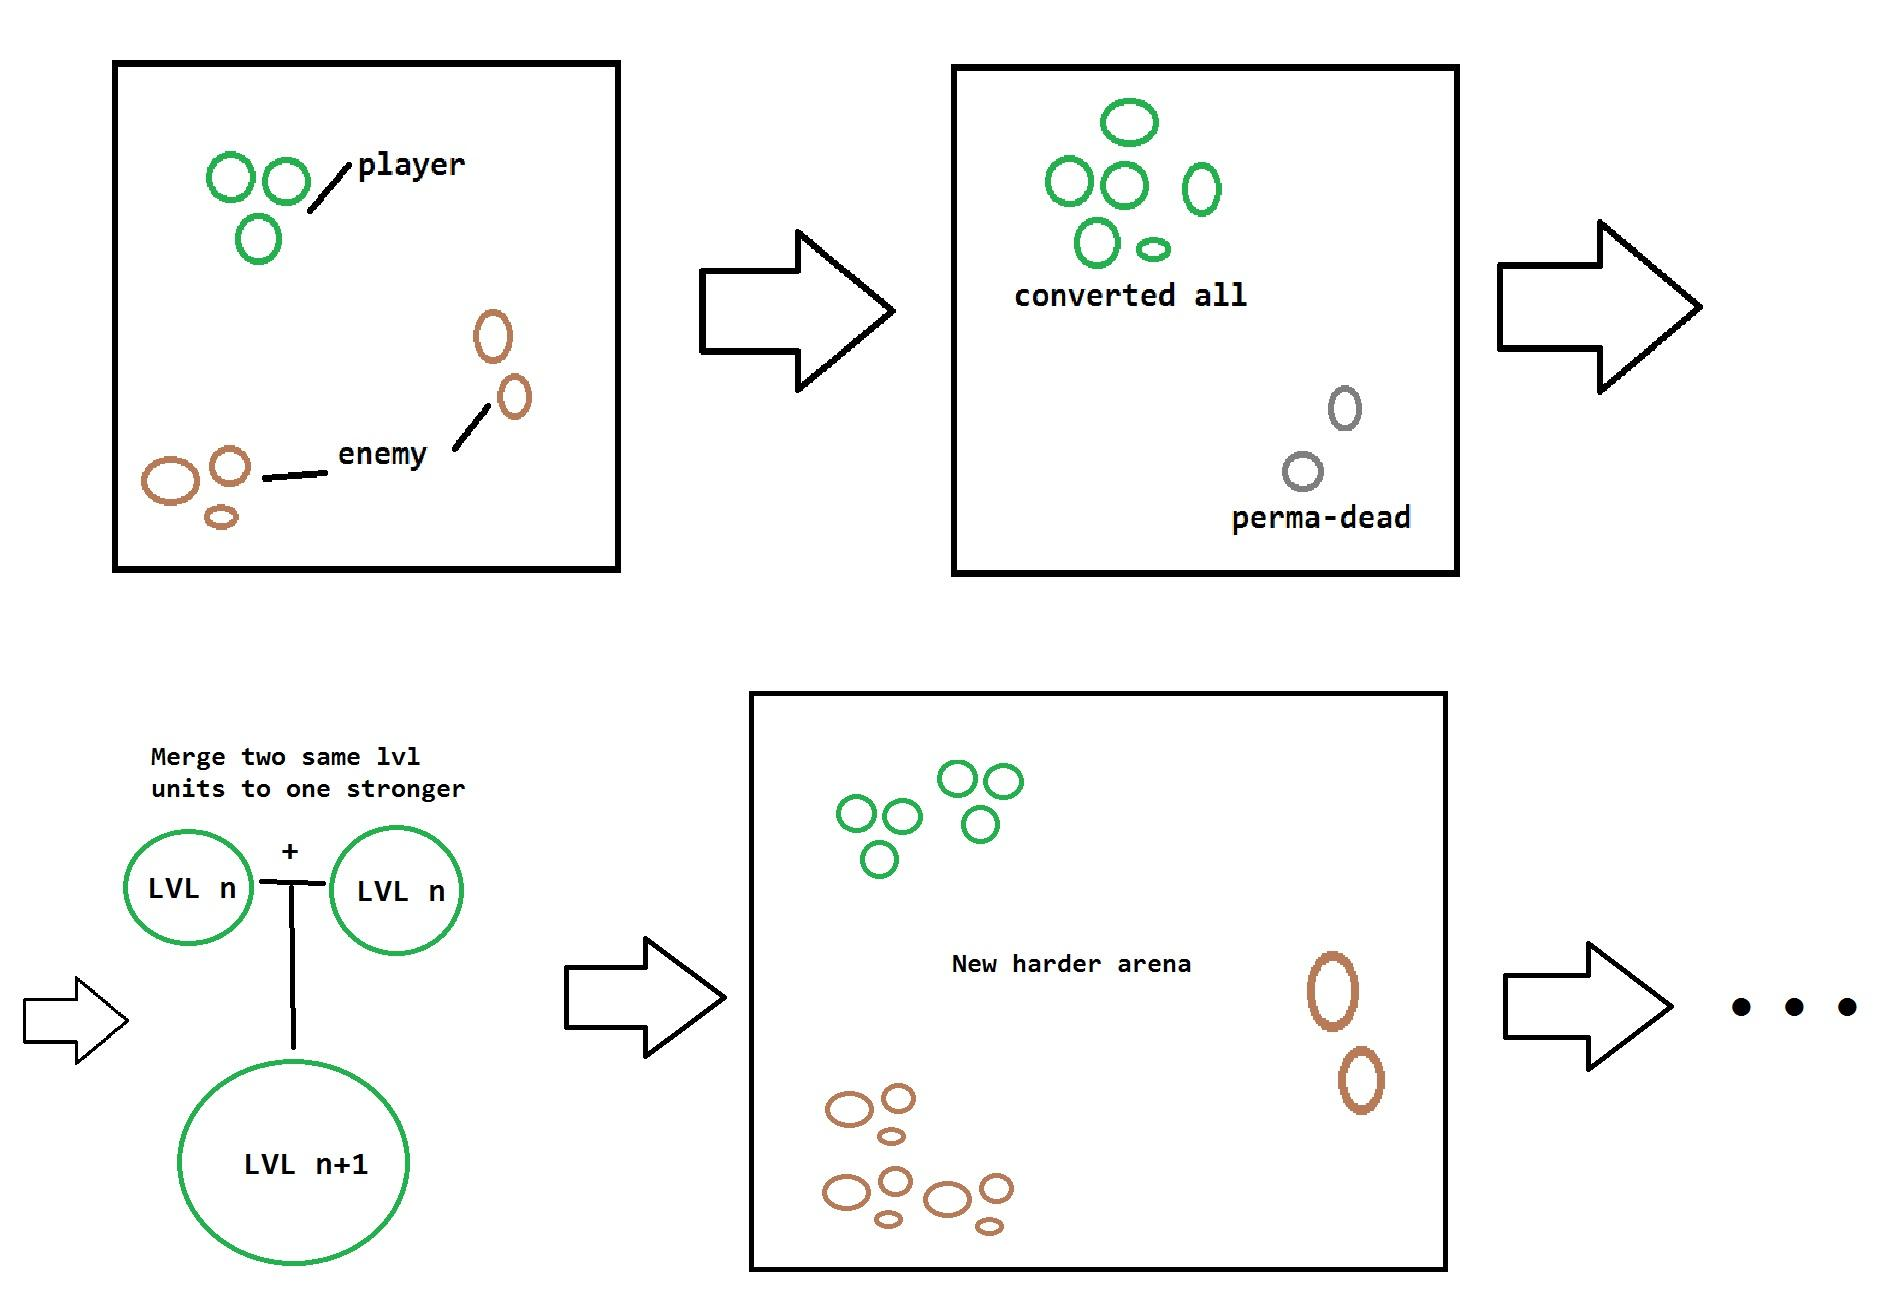 player
enemy
converted all
perma-dead
Merge two same lvl
units to one stronger
+
LVL n
LVL n
LVL n+1
New harder arena